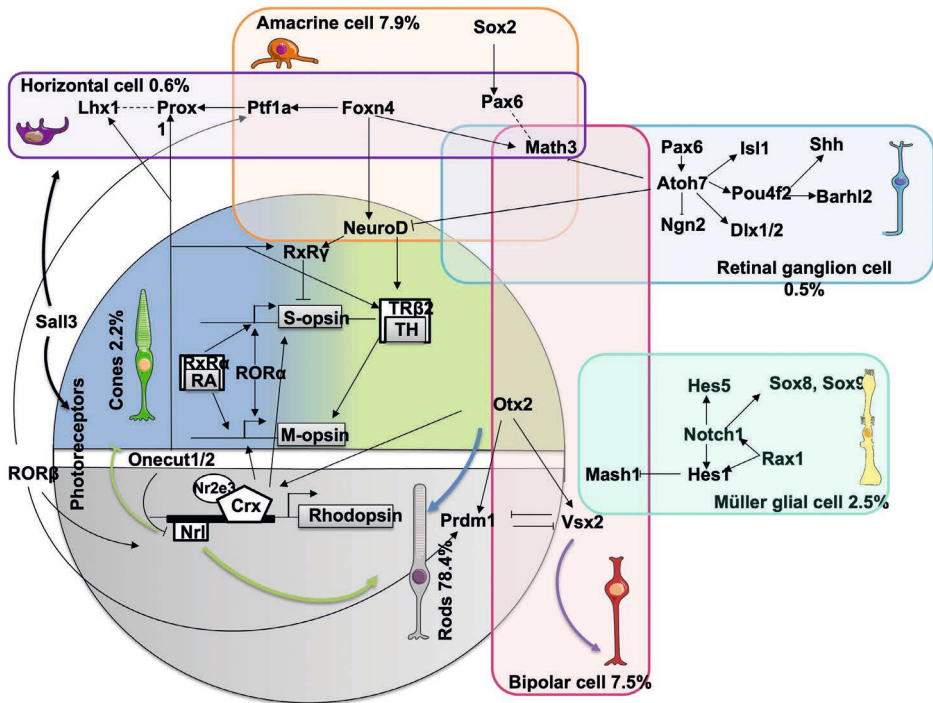 Amacrine cell 7.9%
Sox2
Horizontal cell 0.6%
Lhx1
Prox
1
Ptf1a
Foxn4
Pax6
Math3
Pax6
Isl1
Shh
Atoh7
Pou4f2
Barhl2
Ngn2
Dlx1/2
Retinal ganglion cell
0.5%
NeuroD
RxRγ
TRβ2
TH
S-opsin
Sall3
Cones 2.2%
RxRα
RA
RORα
M-opsin
Photoreceptors
Otx2
Hes5
Sox8, Sox9
Notch1
Rax1
Mash1
Hes1
Müller glial cell 2.5%
Onecut1/2
RORβ
Nr2e3
Crx
Nrl
Rhodopsin
Rods 78.4%
Prdm1
Vsx2
Bipolar cell 7.5%